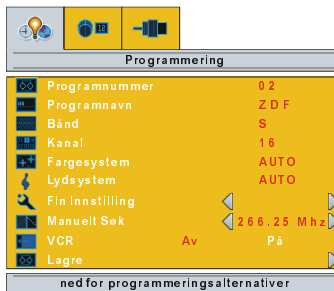 12
Programmering
Programnummer 02
Programnavn ZDF
Bånd S
Kanal 16
Fargesystem AUTO
Lydsystem AUTO
Fin Innstilling
Manuelt Søk 266.25 Mhz
VCR Av På
Lagre
ned for programmeringsalternativer